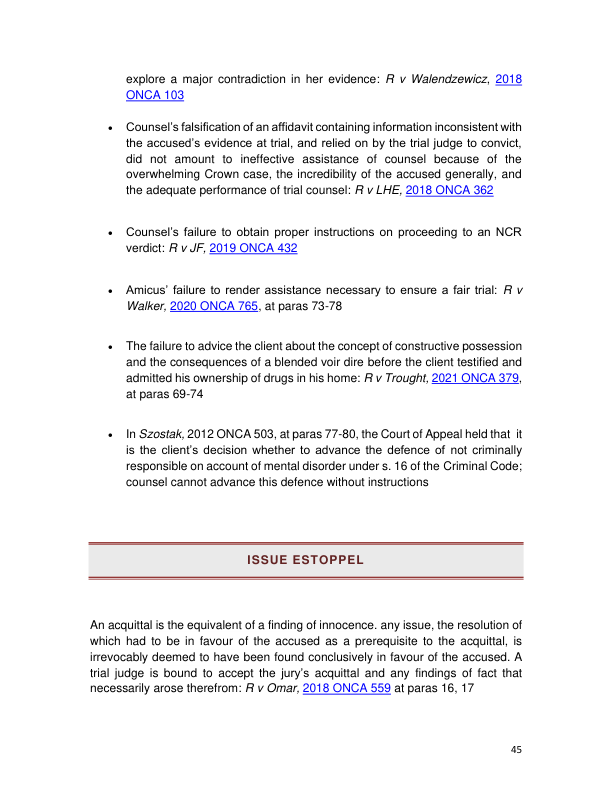 explore a major contradiction in her evidence: R v Walendzewicz, 2018
ONCA 103
• Counsel's falsification of an affidavit containing information inconsistent with
the accused's evidence at trial, and relied on by the trial judge to convict,
did not amount to ineffective assistance of counsel because of the
overwhelming Crown case, the incredibility of the accused generally, and
the adequate performance of trial counsel: R v LHE, 2018 ONCA 362
• Counsel's failure to obtain proper instructions on proceeding to an NCR
verdict: R v JF, 2019 ONCA 432
• Amicus' failure to render assistance necessary to ensure a fair trial: R v
Walker, 2020 ONCA 765, at paras 73-78
• The failure to advice the client about the concept of constructive possession
and the consequences of a blended voir dire before the client testified and
admitted his ownership of drugs in his home: R v Trought, 2021 ONCA 379,
at paras 69-74
• In Szostak, 2012 ONCA 503, at paras 77-80, the Court of Appeal held that it
is the client's decision whether to advance the defence of not criminally
responsible on account of mental disorder under s. 16 of the Criminal Code;
counsel cannot advance this defence without instructions
ISSUE ESTOPPEL
An acquittal is the equivalent of a finding of innocence. any issue, the resolution of
which had to be in favour of the accused as a prerequisite to the acquittal, is
irrevocably deemed to have been found conclusively in favour of the accused. A
trial judge is bound to accept the jury's acquittal and any findings of fact that
necessarily arose therefrom: R v Omar, 2018 ONCA 559 at paras 16, 17
45